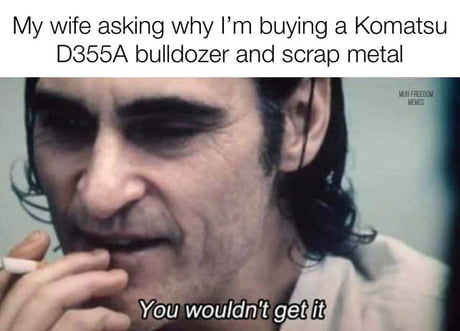 My wife asking why I'm buying a Komatsu
D355A bulldozer and scrap metal
MUH FREEDOM
MEMES
You wouldn't get it